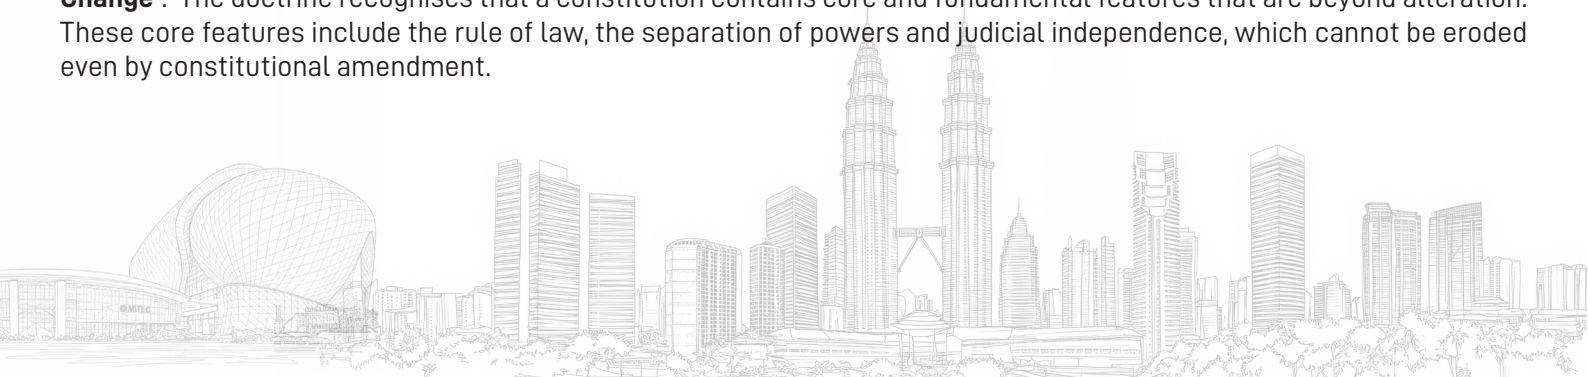 Change". The doctrine recognises that a constitution contains core and fundamental features that are beyond alteration.
These core features include the rule of law, the separation of powers and judicial independence, which cannot be eroded
even by constitutional amendment.
MITEC